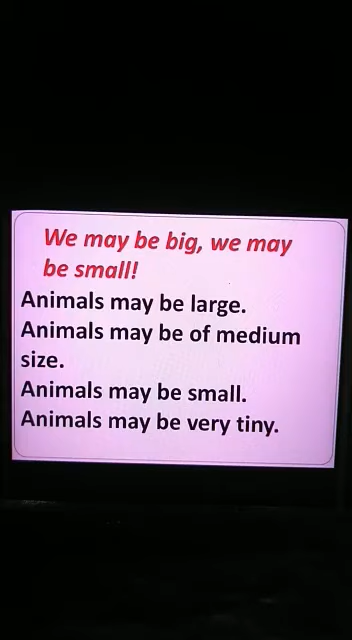 We may be big, we may
be small!
Animals may be large.
Animals may be of medium
size.
Animals may be small.
Animals may be very tiny.